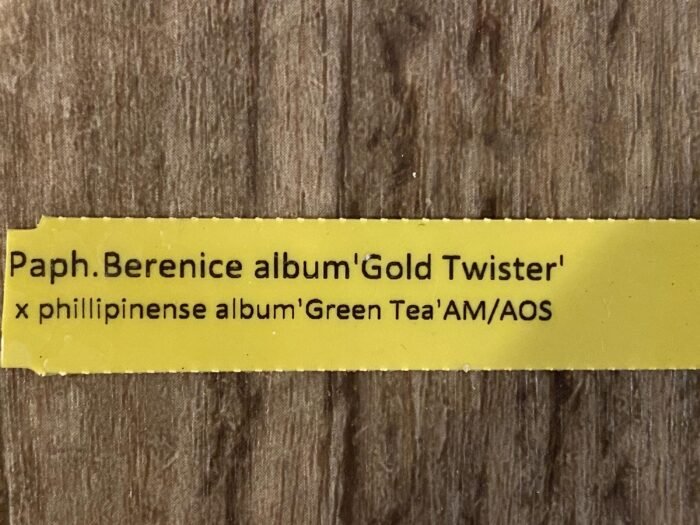 Paph.Berenice album'Gold Twister'
x phillipinense album'Green Tea'AM/AOS